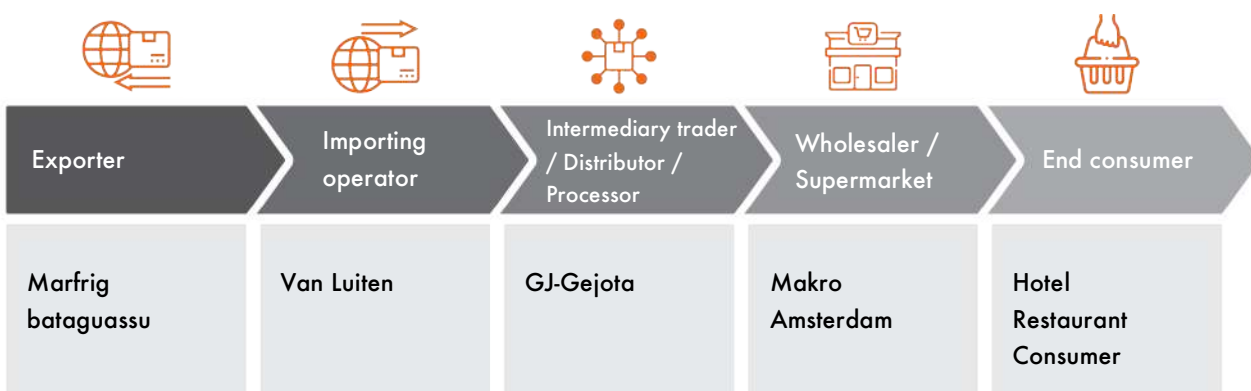 Exporter
Importing
operator
Intermediary trader
/ Distributor /
Processor
Wholesaler /
Supermarket
End consumer
Marfrig
bataguassu
Van Luiten
GJ-Gejota
Makro
Amsterdam
Hotel
Restaurant
Consumer